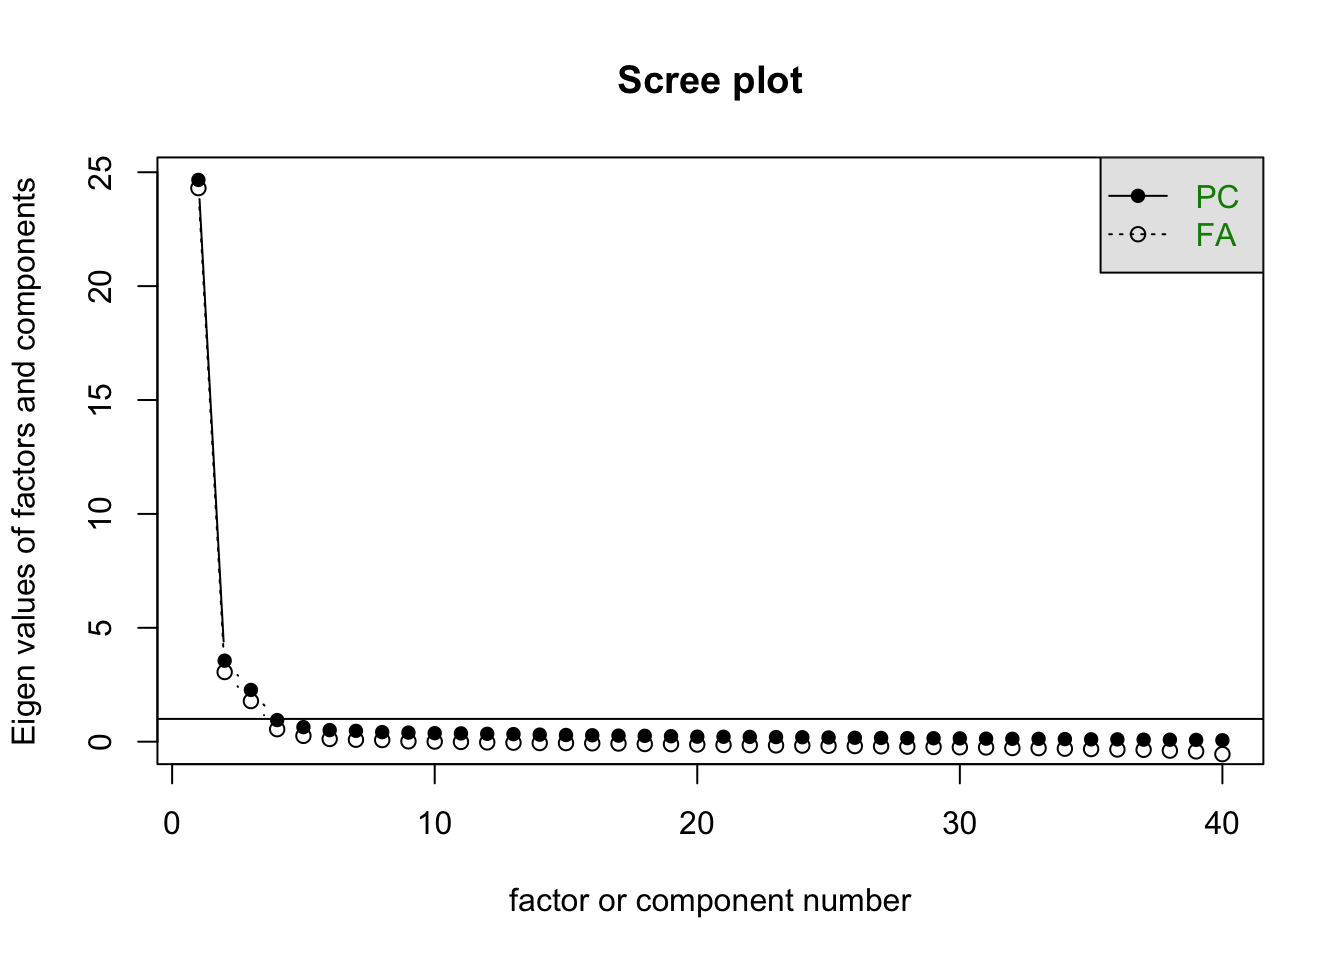 Scree plot
Eigen values of factors and components
25
20
15
10
5
0
PC
FA
0 10 20 30 40
factor or component number